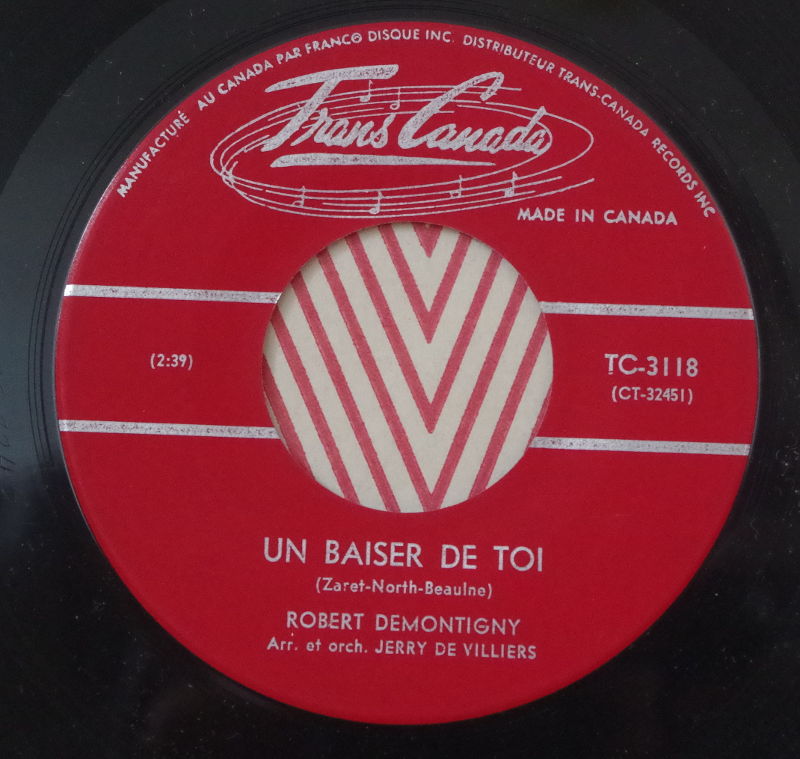 MANUFACTURÉ AU CANADA PAR FRANCO DISQUE INC. DISTRIBUTEUR TRANS-CANADA RECORDS INC
Trans Canada
MADE IN CANADA
(2:39)
TC-3118
(CT-32451)
UN BAISER DE TOI
(Zaret-North-Beaulne)
ROBERT DEMONTIGNY
Arr. et orch. JERRY DE VILLIERS